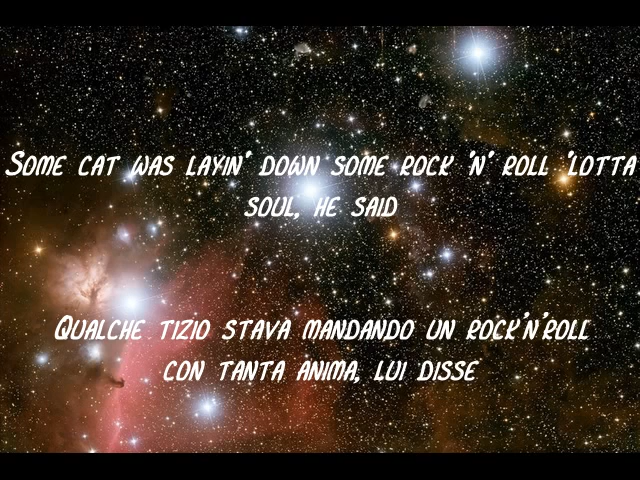 Some cat was layin' down some rock 'n' roll 'lotta
soul, he said
Qualche tizio stava mandando un rock'n'roll
con tanta anima, lui disse